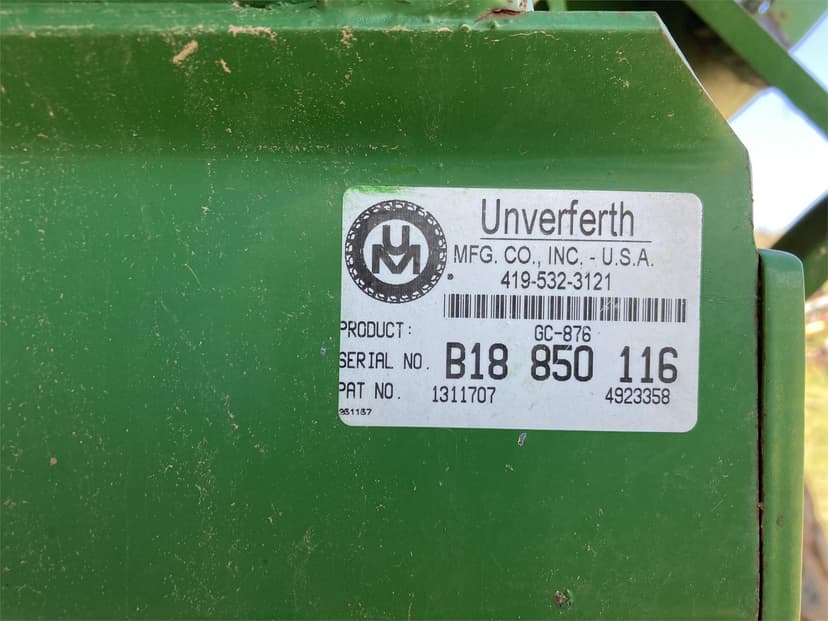 UM
Unverferth
MFG. CO., INC. - U.S.A.
419-532-3121
PRODUCT: GC-876
SERIAL NO. B18 850 116
PAT NO. 1311707 4923358